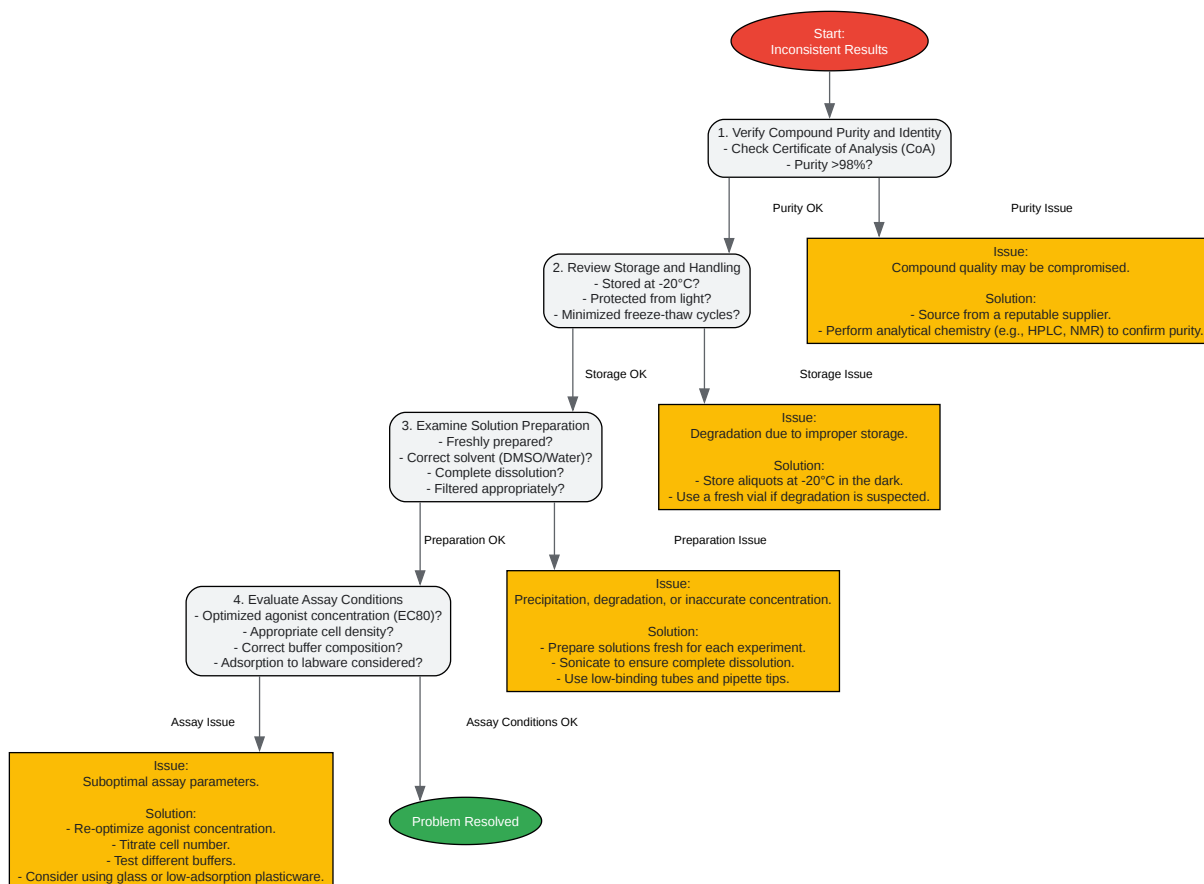 Start:
Inconsistent Results
1. Verify Compound Purity and Identity
- Check Certificate of Analysis (CoA)
- Purity >98%?
Purity OK
Purity Issue
2. Review Storage and Handling
- Stored at -20°C?
- Protected from light?
- Minimized freeze-thaw cycles?
Issue:
Compound quality may be compromised.
Solution:
- Source from a reputable supplier.
- Perform analytical chemistry (e.g., HPLC, NMR) to confirm purity.
Storage OK
Storage Issue
3. Examine Solution Preparation
- Freshly prepared?
- Correct solvent (DMSO/Water)?
- Complete dissolution?
- Filtered appropriately?
Issue:
Degradation due to improper storage.
Solution:
- Store aliquots at -20°C in the dark.
- Use a fresh vial if degradation is suspected.
Preparation OK
Preparation Issue
4. Evaluate Assay Conditions
- Optimized agonist concentration (EC80)?
- Appropriate cell density?
- Correct buffer composition?
- Adsorption to labware considered?
Issue:
Precipitation, degradation, or inaccurate concentration.
Solution:
- Prepare solutions fresh for each experiment.
- Sonicate to ensure complete dissolution.
- Use low-binding tubes and pipette tips.
Assay Issue
Assay Conditions OK
Issue:
Suboptimal assay parameters.
Solution:
- Re-optimize agonist concentration.
- Titrate cell number.
- Test different buffers.
- Consider using glass or low-adsorption plasticware.
Problem Resolved